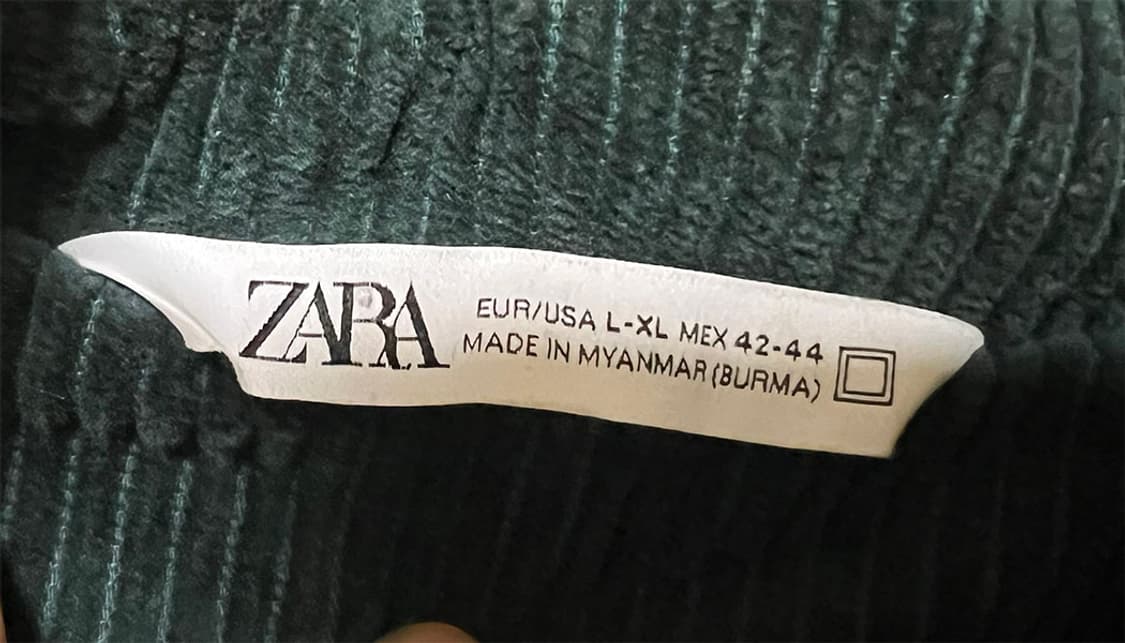 ZARA
EUR/USA L-XL MEX 42-44
MADE IN MYANMAR (BURMA)